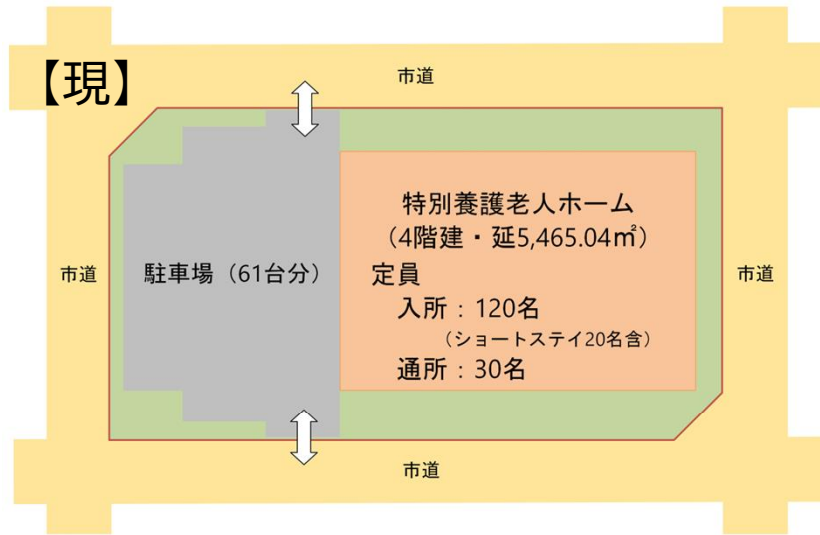 【現】
市道
特別養護老人ホーム
（4階建・延5,465.04㎡）
市道
駐車場（61台分）
定員
市道
入所：120名
（ショートステイ20名含）
通所：30名
市道